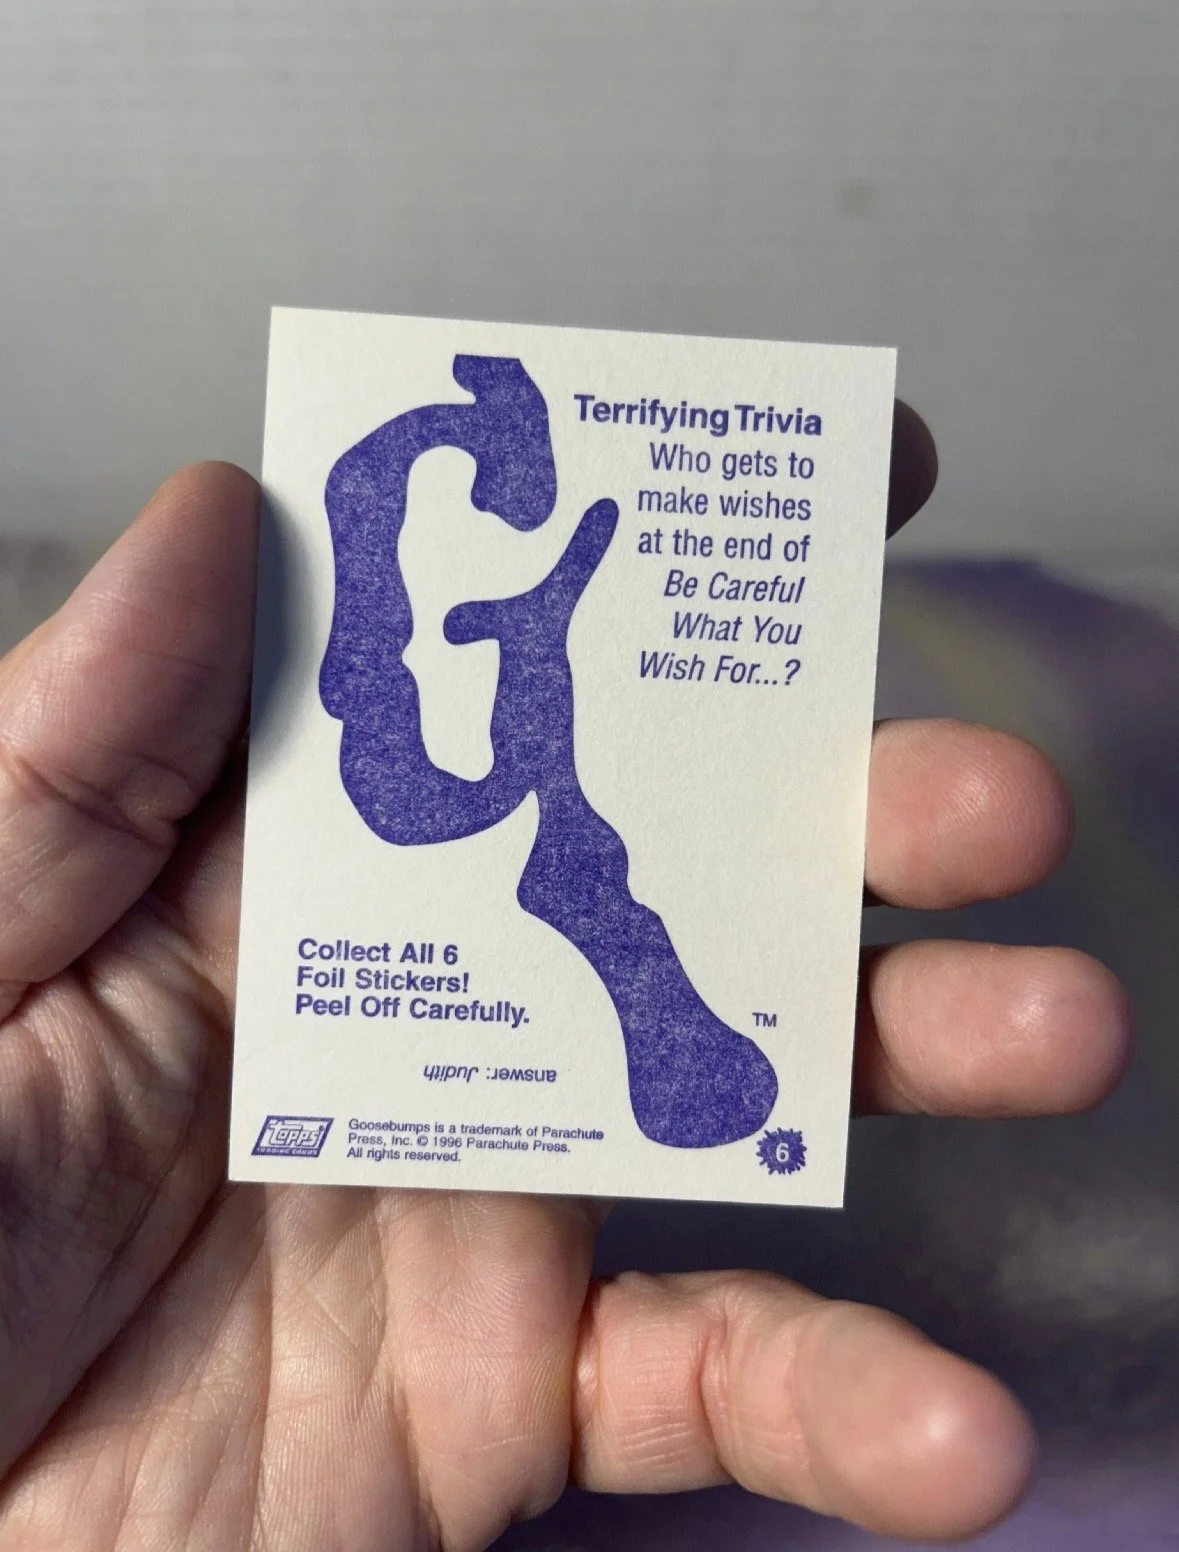 Terrifying Trivia
Who gets to
make wishes
at the end of
Be Careful
What You
Wish For...?
Collect All 6
Foil Stickers!
Peel Off Carefully.
TM
answer: Judith
Topps
TRADING CARDS
Goosebumps is a trademark of Parachute
Press, Inc. © 1996 Parachute Press.
All rights reserved.
6